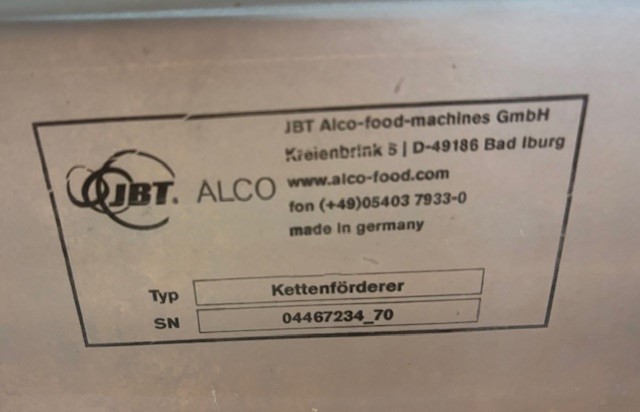 JBT Alco-food-machines GmbH
Kreienbrink 5 | D-49186 Bad Iburg
JBT. ALCO
www.alco-food.com
fon (+49)05403 7933-0
made in germany
Typ Kettenförderer
SN 04467234_70